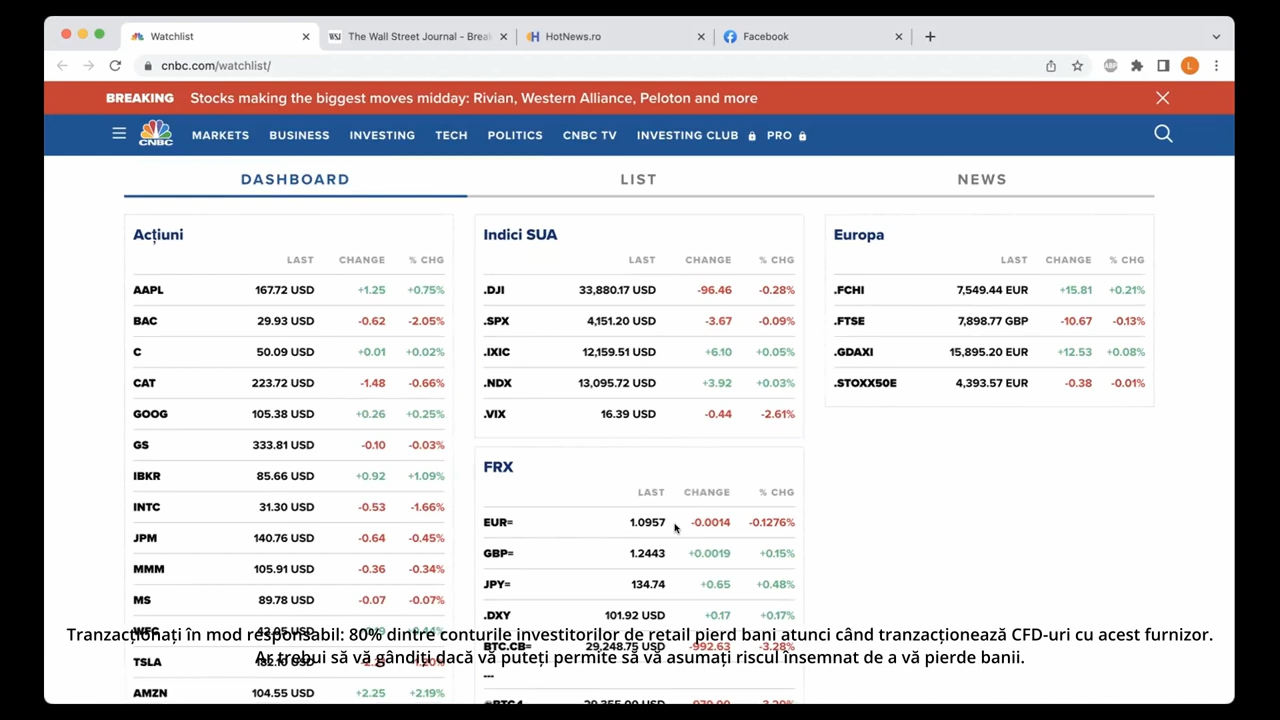 Watchlist
The Wall Street Journal - Brea
HotNews.ro
Facebook
cnbc.com/watchlist/
ABP
L
BREAKING Stocks making the biggest moves midday: Rivian, Western Alliance, Peloton and more
CNBC
MARKETS BUSINESS INVESTING TECH POLITICS CNBC TV INVESTING CLUB PRO
DASHBOARD LIST NEWS
Acțiuni
LAST CHANGE % CHG
AAPL 167.72 USD +1.25 +0.75%
BAC 29.93 USD -0.62 -2.05%
C 50.09 USD +0.01 +0.02%
CAT 223.72 USD -1.48 -0.66%
GOOG 105.38 USD +0.26 +0.25%
GS 333.81 USD -0.10 -0.03%
IBKR 85.66 USD +0.92 +1.09%
INTC 31.30 USD -0.53 -1.66%
JPM 140.76 USD -0.64 -0.45%
MMM 105.91 USD -0.36 -0.34%
MS 89.78 USD -0.07 -0.07%
TSLA
AMZN 104.55 USD +2.25 +2.19%
Indici SUA
LAST CHANGE % CHG
.DJI 33,880.17 USD -96.46 -0.28%
.SPX 4,151.20 USD -3.67 -0.09%
.IXIC 12,159.51 USD +6.10 +0.05%
.NDX 13,095.72 USD +3.92 +0.03%
.VIX 16.39 USD -0.44 -2.61%
FRX
LAST CHANGE % CHG
EUR= 1.0957 -0.0014 -0.1276%
GBP= 1.2443 +0.0019 +0.15%
JPY= 134.74 +0.65 +0.48%
.DXY 101.92 USD +0.17 +0.17%
BTC.CB= 29,248.75 USD -992.63 -3.28%
---
Europa
LAST CHANGE % CHG
.FCHI 7,549.44 EUR +15.81 +0.21%
.FTSE 7,898.77 GBP -10.67 -0.13%
.GDAXI 15,895.20 EUR +12.53 +0.08%
.STOXX50E 4,393.57 EUR -0.38 -0.01%
Tranzacționați în mod responsabil: 80% dintre conturile investitorilor de retail pierd bani atunci când tranzacționează CFD-uri cu acest furnizor.
Ar trebui să vă gândiți dacă vă puteți permite să vă asumați riscul însemnat de a vă pierde banii.